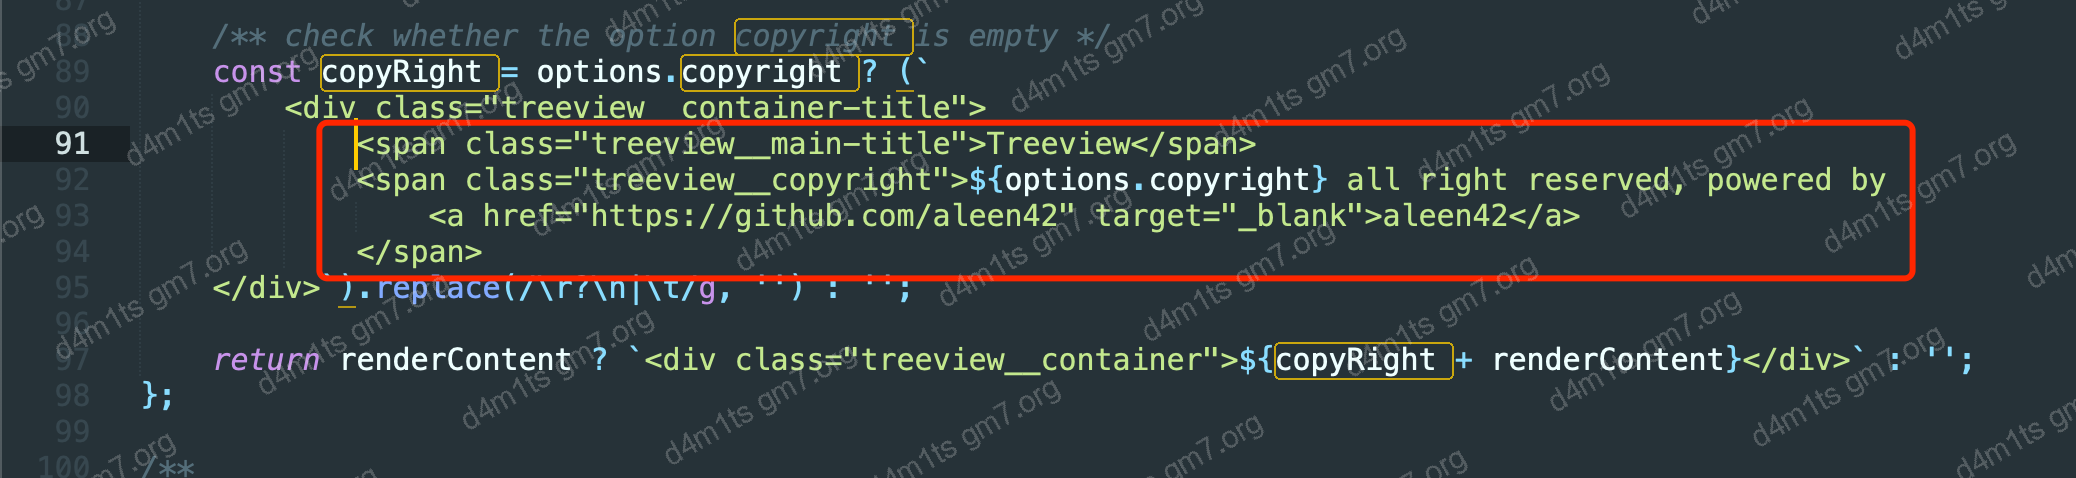 87
88 /** check whether the option copyright is empty */
89 const copyRight = options.copyright ? (`
90 <div class="treeview__container-title">
91 <span class="treeview__main-title">Treeview</span>
92 <span class="treeview__copyright">${options.copyright} all right reserved, powered by
93 <a href="https://github.com/aleen42" target="_blank">aleen42</a>
94 </span>
95 </div>`).replace(/\r?\n|\t/g, '') : '';
96
97 return renderContent ? `<div class="treeview__container">${copyRight + renderContent}</div>` : '';
98 };
99
100 /**
d4m1ts gm7.org